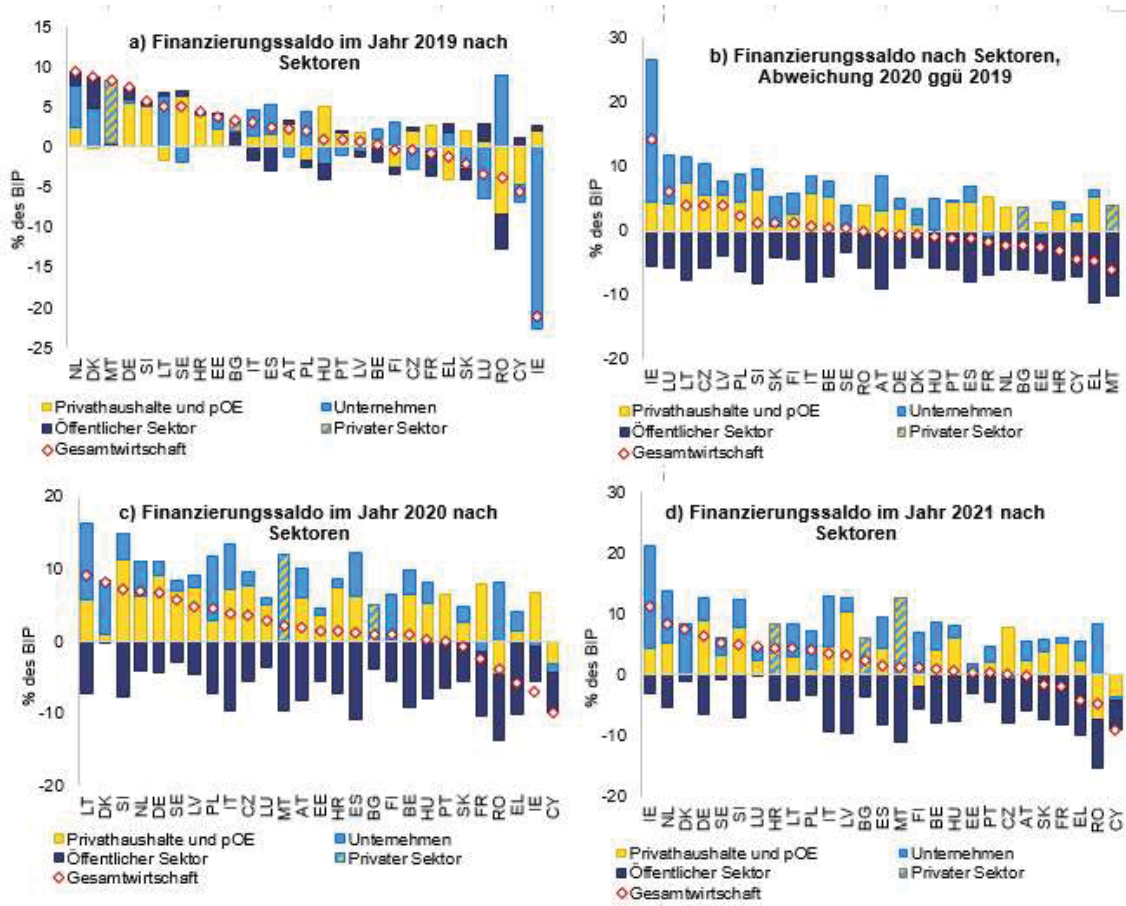 a) Finanzierungssaldo im Jahr 2019 nach
Sektoren
% des BIP
15
10
5
0
-5
-10
-15
-20
-25
NL DK MT DE SI LT SE HR EE BG IT ES AT PL HU PT LV BE FI CZ FR EL SK LU RO CY IE
Privathaushalte und pOE
Unternehmen
Öffentlicher Sektor
Privater Sektor
Gesamtwirtschaft
b) Finanzierungssaldo nach Sektoren,
Abweichung 2020 ggü 2019
% des BIP
30
20
10
0
-10
-20
IE LU LT CZ LV PL SI SK FI IT BE SE RO AT DE DK HU PT ES FR NL BG EE HR CY EL MT
Privathaushalte und pOE
Unternehmen
Öffentlicher Sektor
Privater Sektor
Gesamtwirtschaft
c) Finanzierungssaldo im Jahr 2020 nach
Sektoren
% des BIP
20
10
0
-10
-20
LT DK SI NL DE SE LV PL IT CZ LU MT AT EE HR ES BG FI BE HU PT SK FR RO EL IE CY
Privathaushalte und pOE
Unternehmen
Öffentlicher Sektor
Privater Sektor
Gesamtwirtschaft
d) Finanzierungssaldo im Jahr 2021 nach
Sektoren
% des BIP
30
20
10
0
-10
-20
IE NL DK DE SE SI LU HR LT PL IT LV BG ES MT FI BE HU EE PT CZ AT SK FR EL RO CY
Privathaushalte und pOE
Unternehmen
Öffentlicher Sektor
Privater Sektor
Gesamtwirtschaft